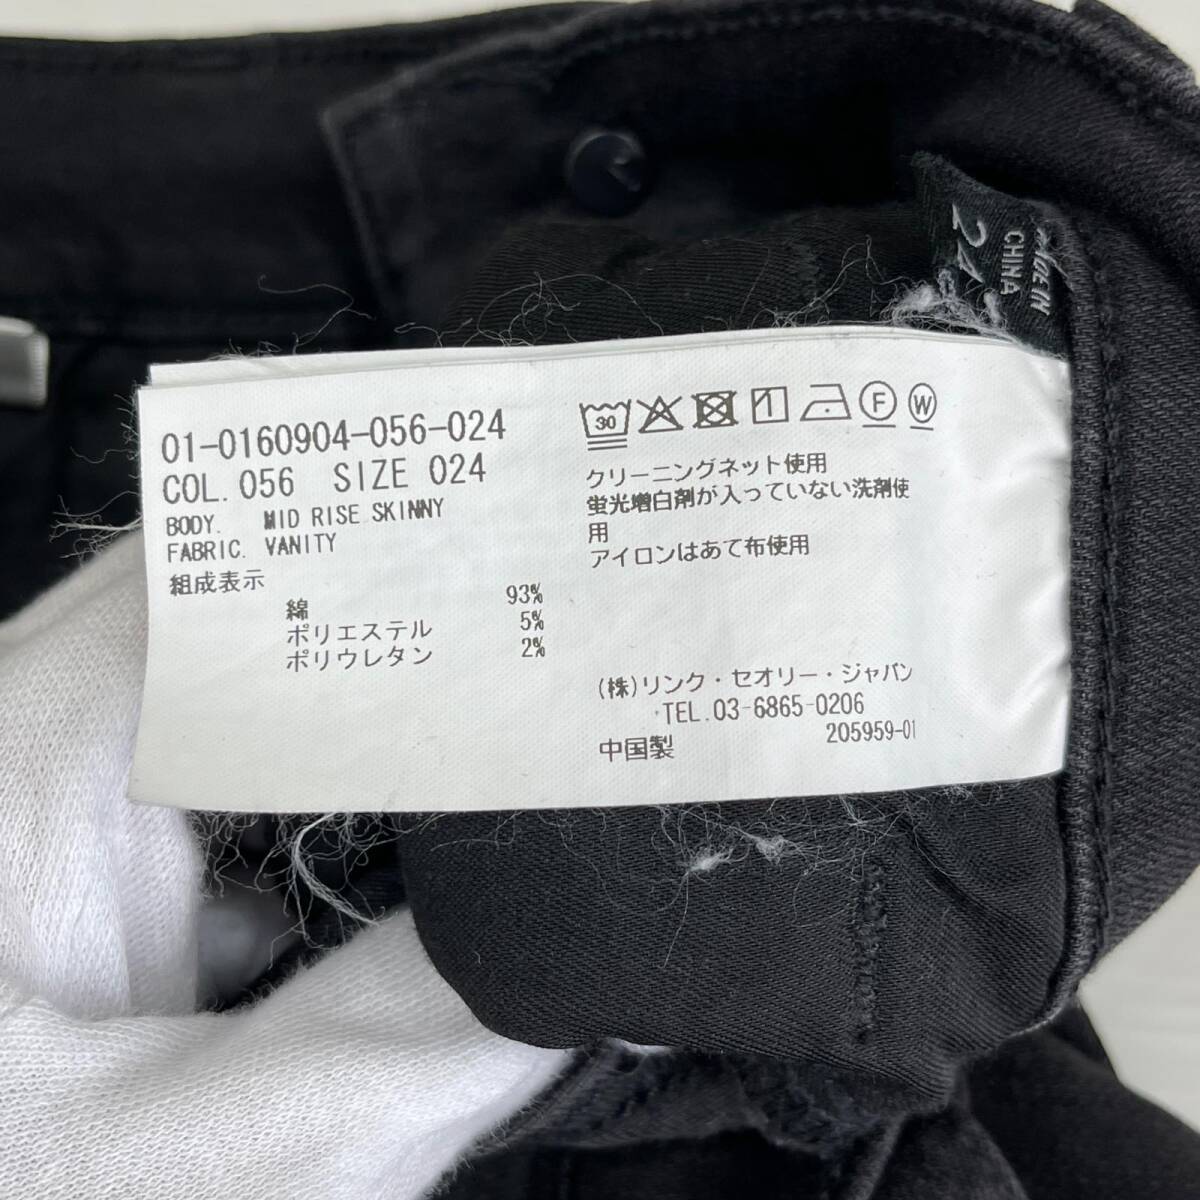 MADE IN
CHINA
24
01-0160904-056-024
COL. 056 SIZE 024
BODY. MID RISE SKINNY
FABRIC. VANITY
組成表示
綿 93%
ポリエステル 5%
ポリウレタン 2%
30
F
W
クリーニングネット使用
蛍光増白剤が入っていない洗剤使
用
アイロンはあて布使用
(株)リンク・セオリー・ジャパン
TEL.03-6865-0206
205959-01
中国製